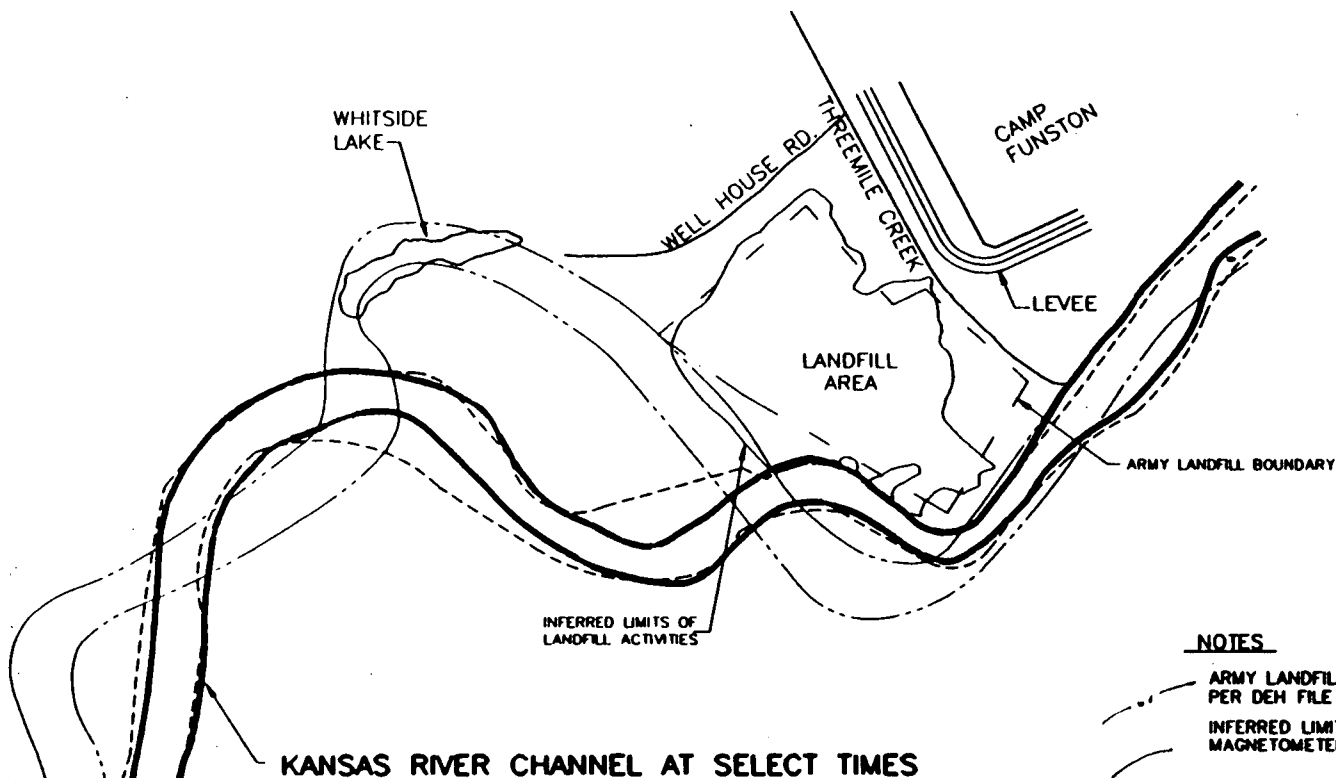 WHITSIDE
LAKE
WELL HOUSE RD.
THREEMILE CREEK
CAMP
FUNSTON
LEVEE
LANDFILL
AREA
ARMY LANDFILL BOUNDARY
INFERRED LIMITS OF
LANDFILL ACTIVITIES
NOTES
ARMY LANDFIL
PER DEH FILE
INFERRED LIMIT
MAGNETOMETE
KANSAS RIVER CHANNEL AT SELECT TIMES